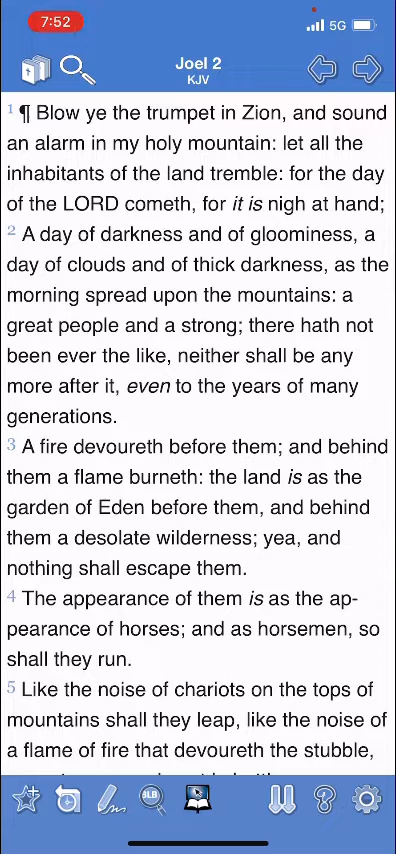 7:52
5G
Joel 2
KJV
1 ¶ Blow ye the trumpet in Zion, and sound
an alarm in my holy mountain: let all the
inhabitants of the land tremble: for the day
of the LORD cometh, for it is nigh at hand;
2 A day of darkness and of gloominess, a
day of clouds and of thick darkness, as the
morning spread upon the mountains: a
great people and a strong; there hath not
been ever the like, neither shall be any
more after it, even to the years of many
generations.
3 A fire devoureth before them; and behind
them a flame burneth: the land is as the
garden of Eden before them, and behind
them a desolate wilderness; yea, and
nothing shall escape them.
4 The appearance of them is as the ap-
pearance of horses; and as horsemen, so
shall they run.
5 Like the noise of chariots on the tops of
mountains shall they leap, like the noise of
a flame of fire that devoureth the stubble,
BLB